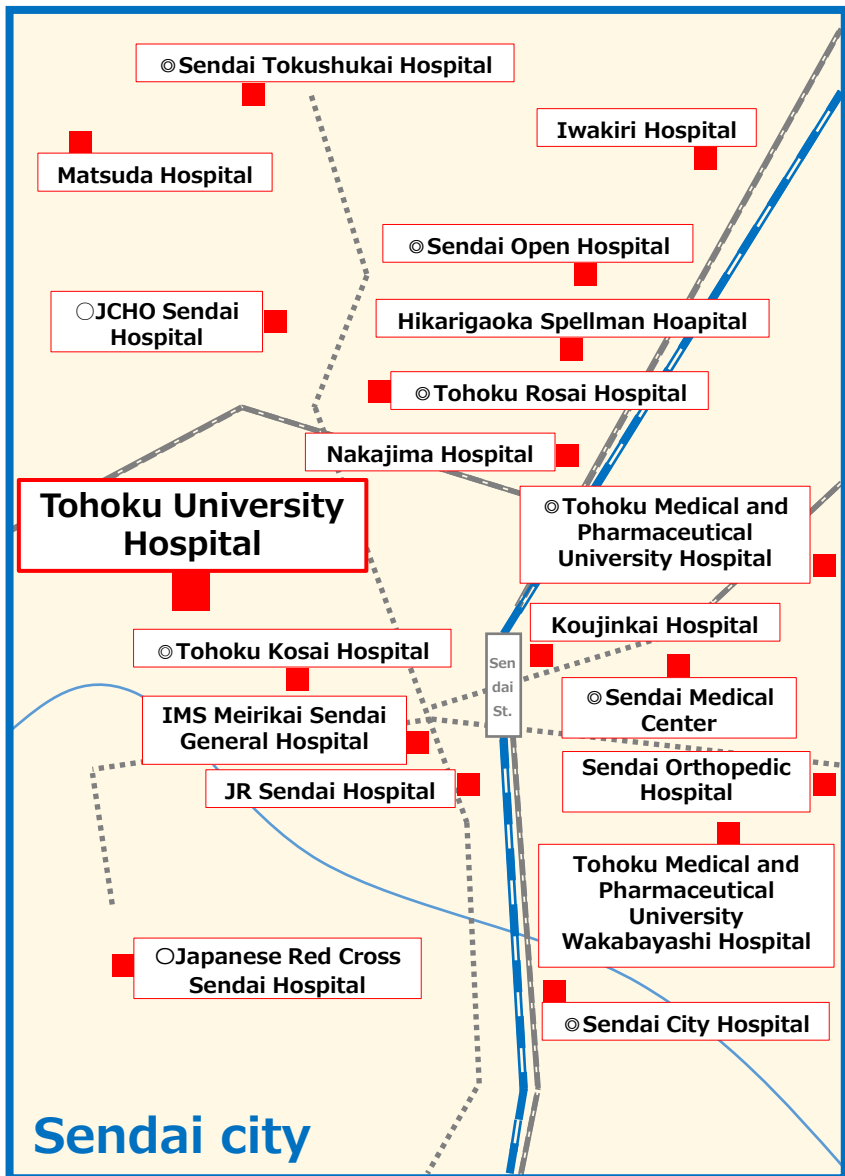 ◎Sendai Tokushukai Hospital
Iwakiri Hospital
Matsuda Hospital
◎Sendai Open Hospital
○JCHO Sendai
Hospital
Hikarigaoka Spellman Hoapital
◎Tohoku Rosai Hospital
Nakajima Hospital
Tohoku University
Hospital
◎Tohoku Medical and
Pharmaceutical
University Hospital
Koujinkai Hospital
◎Tohoku Kosai Hospital
Sen
dai
St.
◎Sendai Medical
Center
IMS Meirikai Sendai
General Hospital
Sendai Orthopedic
Hospital
JR Sendai Hospital
Tohoku Medical and
Pharmaceutical
University
Wakabayashi Hospital
○Japanese Red Cross
Sendai Hospital
◎Sendai City Hospital
Sendai city